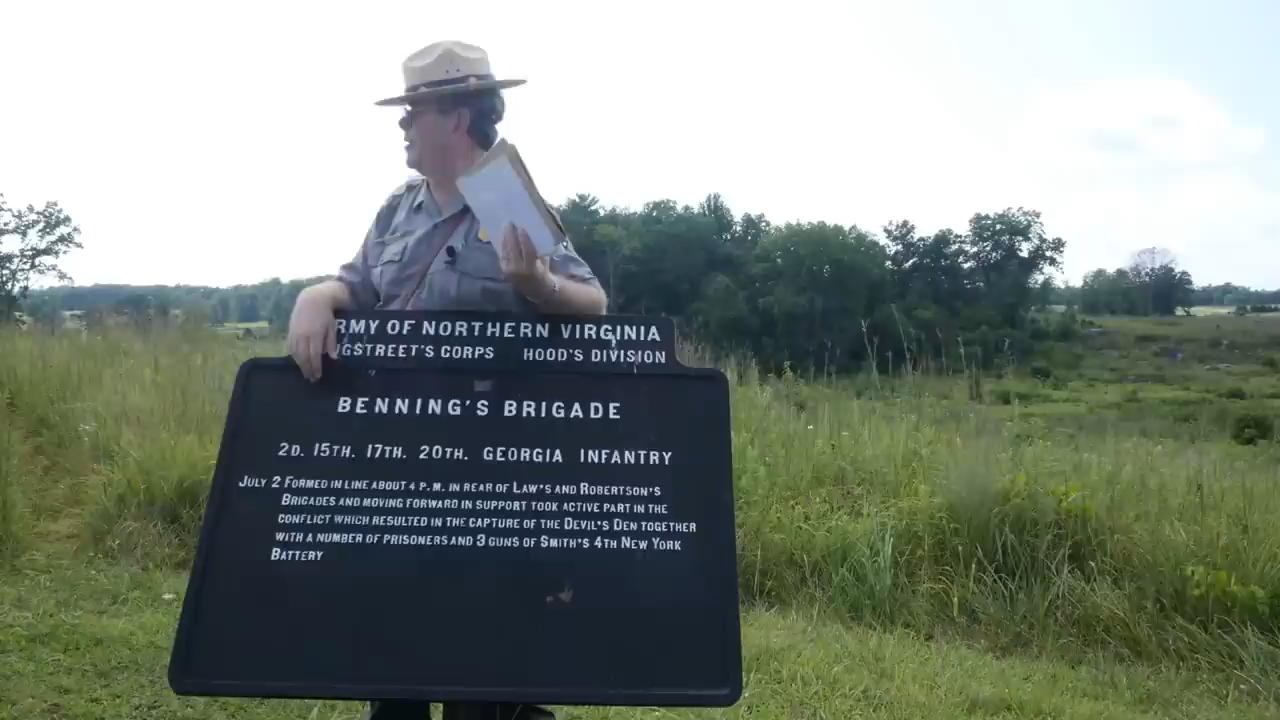 RMY OF NORTHERN VIRGINIA
GSTREET'S CORPS HOOD'S DIVISION
BENNING'S BRIGADE
2D. 15TH. 17TH. 20TH. GEORGIA INFANTRY
JULY 2 FORMED IN LINE ABOUT 4 P.M. IN REAR OF LAW'S AND ROBERTSON'S
BRIGADES AND MOVING FORWARD IN SUPPORT TOOK ACTIVE PART IN THE
CONFLICT WHICH RESULTED IN THE CAPTURE OF THE DEVIL'S DEN TOGETHER
WITH A NUMBER OF PRISONERS AND 3 GUNS OF SMITH'S 4TH NEW YORK
BATTERY